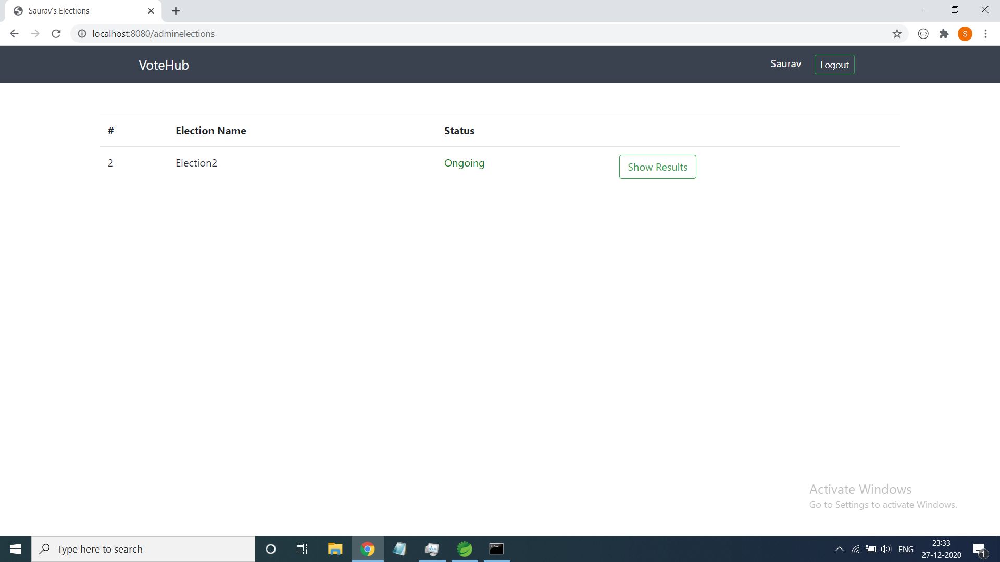 Saurav's Elections
localhost:8080/adminelections
S
VoteHub
Saurav
Logout
# Election Name Status
2 Election2 Ongoing Show Results
Activate Windows
Go to Settings to activate Windows.
Type here to search
ENG
23:33
27-12-2020
1